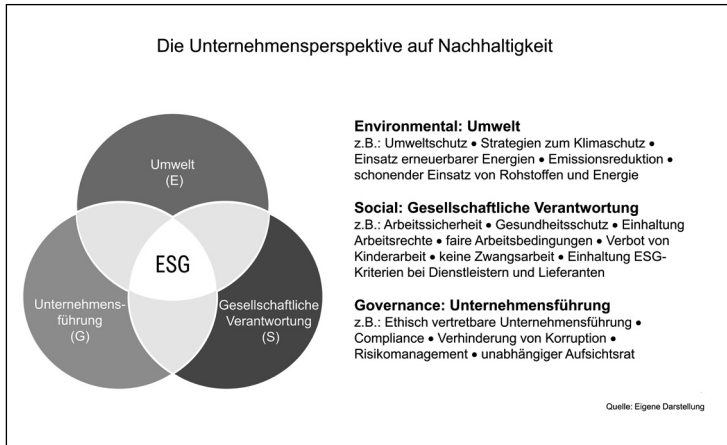 Die Unternehmensperspektive auf Nachhaltigkeit
Umwelt
(E)
ESG
Unternehmens-
führung
(G)
Gesellschaftliche
Verantwortung
(S)
Environmental: Umwelt
z.B.: Umweltschutz • Strategien zum Klimaschutz •
Einsatz erneuerbarer Energien • Emissionsreduktion •
schonender Einsatz von Rohstoffen und Energie
Social: Gesellschaftliche Verantwortung
z.B.: Arbeitssicherheit • Gesundheitsschutz • Einhaltung
Arbeitsrechte • faire Arbeitsbedingungen • Verbot von
Kinderarbeit • keine Zwangsarbeit • Einhaltung ESG-
Kriterien bei Dienstleistern und Lieferanten
Governance: Unternehmensführung
z.B.: Ethisch vertretbare Unternehmensführung •
Compliance • Verhinderung von Korruption •
Risikomanagement • unabhängiger Aufsichtsrat
Quelle: Eigene Darstellung